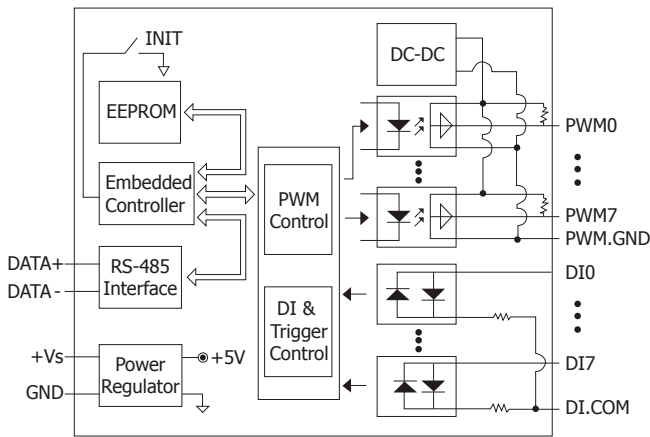 INIT
DC-DC
EEPROM
PWM0
Embedded
Controller
PWM
Control
PWM7
PWM.GND
DATA+
DATA-
RS-485
Interface
DI0
DI &
Trigger
Control
+Vs
GND
Power
Regulator
+5V
DI7
DI.COM